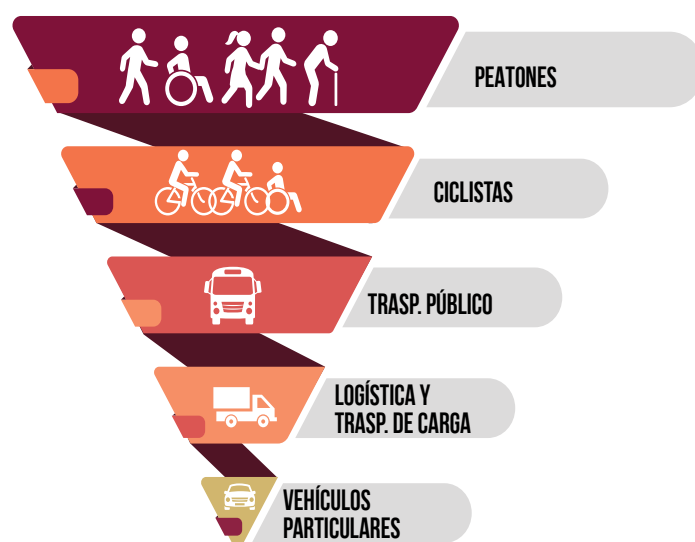 PEATONES
CICLISTAS
TRASP. PÚBLICO
LOGÍSTICA Y
TRASP. DE CARGA
VEHÍCULOS
PARTICULARES